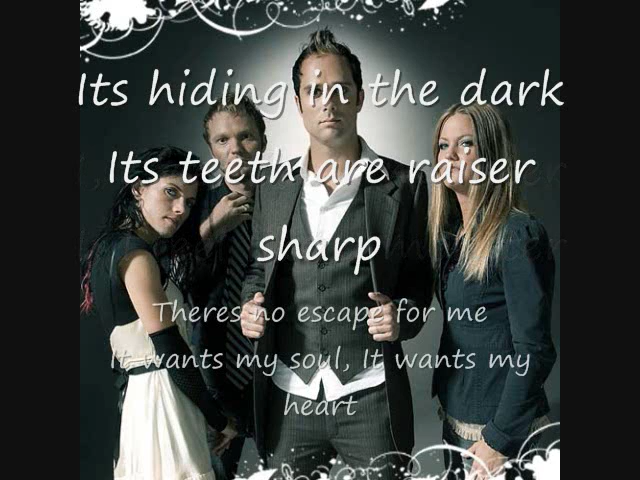 Its hiding in the dark
Its teeth are raiser
sharp
Theres no escape for me
It wants my soul, It wants my
heart